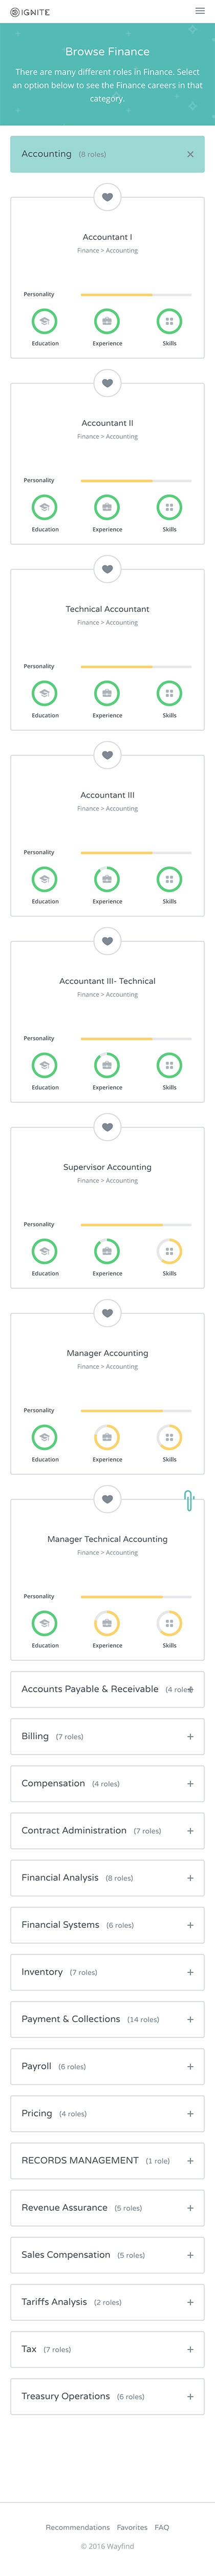 IGNITE
Browse Finance
There are many different roles in Finance. Select
an option below to see the Finance careers in that
category.
Accounting (8 roles)
Accountant I
Finance > Accounting
Personality
Education Experience Skills
Accountant II
Finance > Accounting
Personality
Education Experience Skills
Technical Accountant
Finance > Accounting
Personality
Education Experience Skills
Accountant III
Finance > Accounting
Personality
Education Experience Skills
Accountant III- Technical
Finance > Accounting
Personality
Education Experience Skills
Supervisor Accounting
Finance > Accounting
Personality
Education Experience Skills
Manager Accounting
Finance > Accounting
Personality
Education Experience Skills
Manager Technical Accounting
Finance > Accounting
Personality
Education Experience Skills
Accounts Payable & Receivable (4 roles)
Billing (7 roles)
Compensation (4 roles)
Contract Administration (7 roles)
Financial Analysis (8 roles)
Financial Systems (6 roles)
Inventory (7 roles)
Payment & Collections (14 roles)
Payroll (6 roles)
Pricing (4 roles)
RECORDS MANAGEMENT (1 role)
Revenue Assurance (5 roles)
Sales Compensation (5 roles)
Tariffs Analysis (2 roles)
Tax (7 roles)
Treasury Operations (6 roles)
Recommendations Favorites FAQ
© 2016 Wayfind